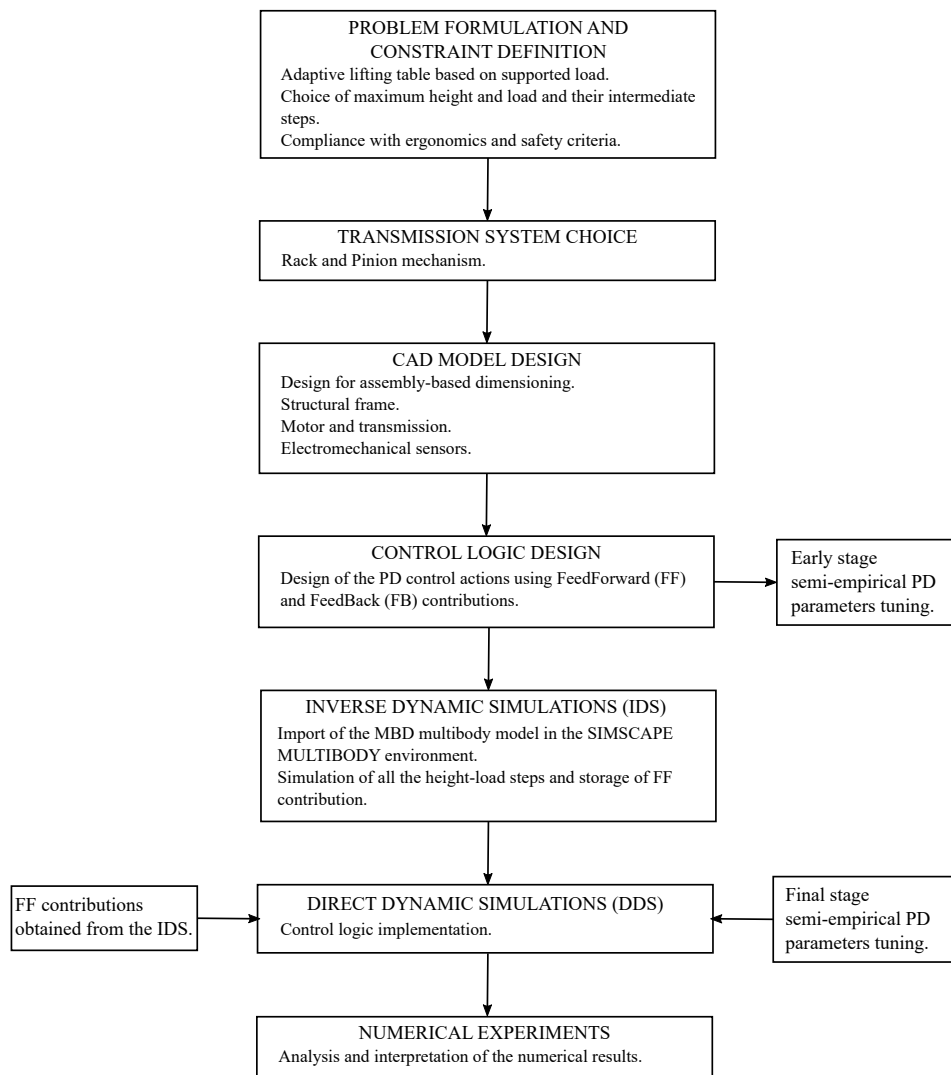 PROBLEM FORMULATION AND
CONSTRAINT DEFINITION
Adaptive lifting table based on supported load.
Choice of maximum height and load and their intermediate
steps.
Compliance with ergonomics and safety criteria.
TRANSMISSION SYSTEM CHOICE
Rack and Pinion mechanism.
CAD MODEL DESIGN
Design for assembly-based dimensioning.
Structural frame.
Motor and transmission.
Electromechanical sensors.
CONTROL LOGIC DESIGN
Design of the PD control actions using FeedForward (FF)
and FeedBack (FB) contributions.
Early stage
semi-empirical PD
parameters tuning.
INVERSE DYNAMIC SIMULATIONS (IDS)
Import of the MBD multibody model in the SIMSCAPE
MULTIBODY environment.
Simulation of all the height-load steps and storage of FF
contribution.
FF contributions
obtained from the IDS.
DIRECT DYNAMIC SIMULATIONS (DDS)
Control logic implementation.
Final stage
semi-empirical PD
parameters tuning.
NUMERICAL EXPERIMENTS
Analysis and interpretation of the numerical results.